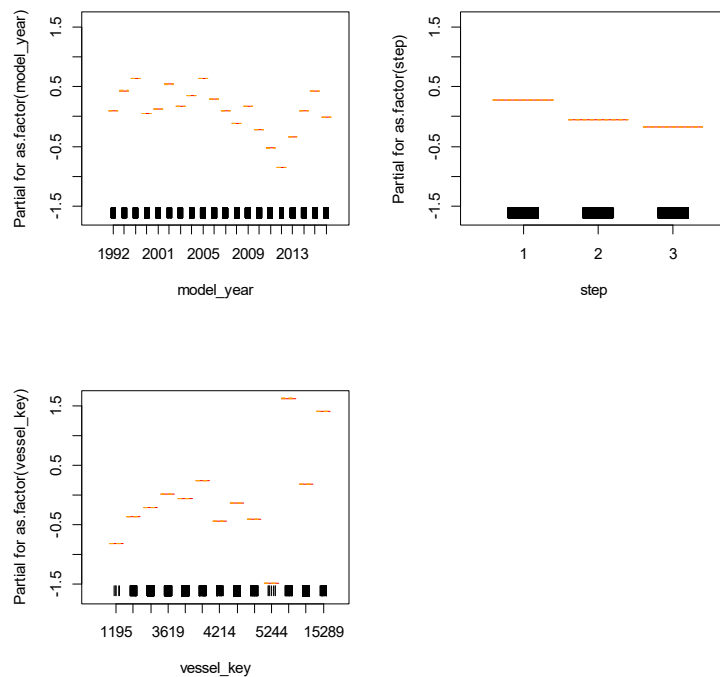 Partial for as.factor(model_year)
1.5
0.5
-0.5
-1.5
1992 2001 2005 2009 2013
model_year
Partial for as.factor(step)
1.5
0.5
-0.5
-1.5
1 2 3
step
Partial for as.factor(vessel_key)
1.5
0.5
-0.5
-1.5
1195 3619 4214 5244 15289
vessel_key